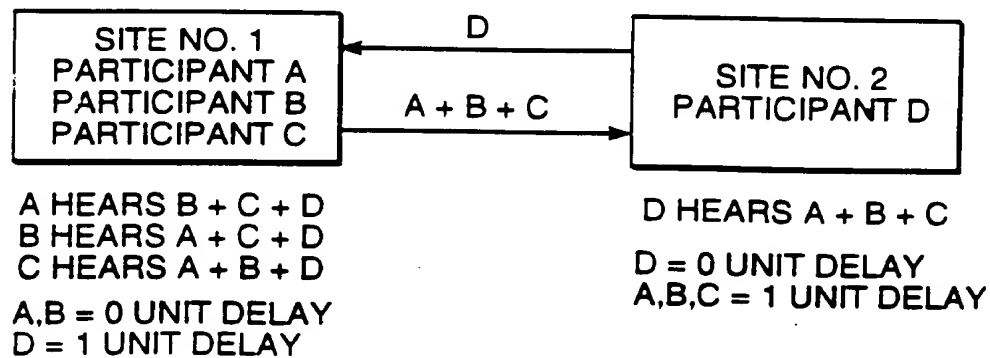 SITE NO. 1
PARTICIPANT A
PARTICIPANT B
PARTICIPANT C
D
A + B + C
SITE NO. 2
PARTICIPANT D
A HEARS B + C + D
B HEARS A + C + D
C HEARS A + B + D
A,B = 0 UNIT DELAY
D = 1 UNIT DELAY
D HEARS A + B + C
D = 0 UNIT DELAY
A,B,C = 1 UNIT DELAY